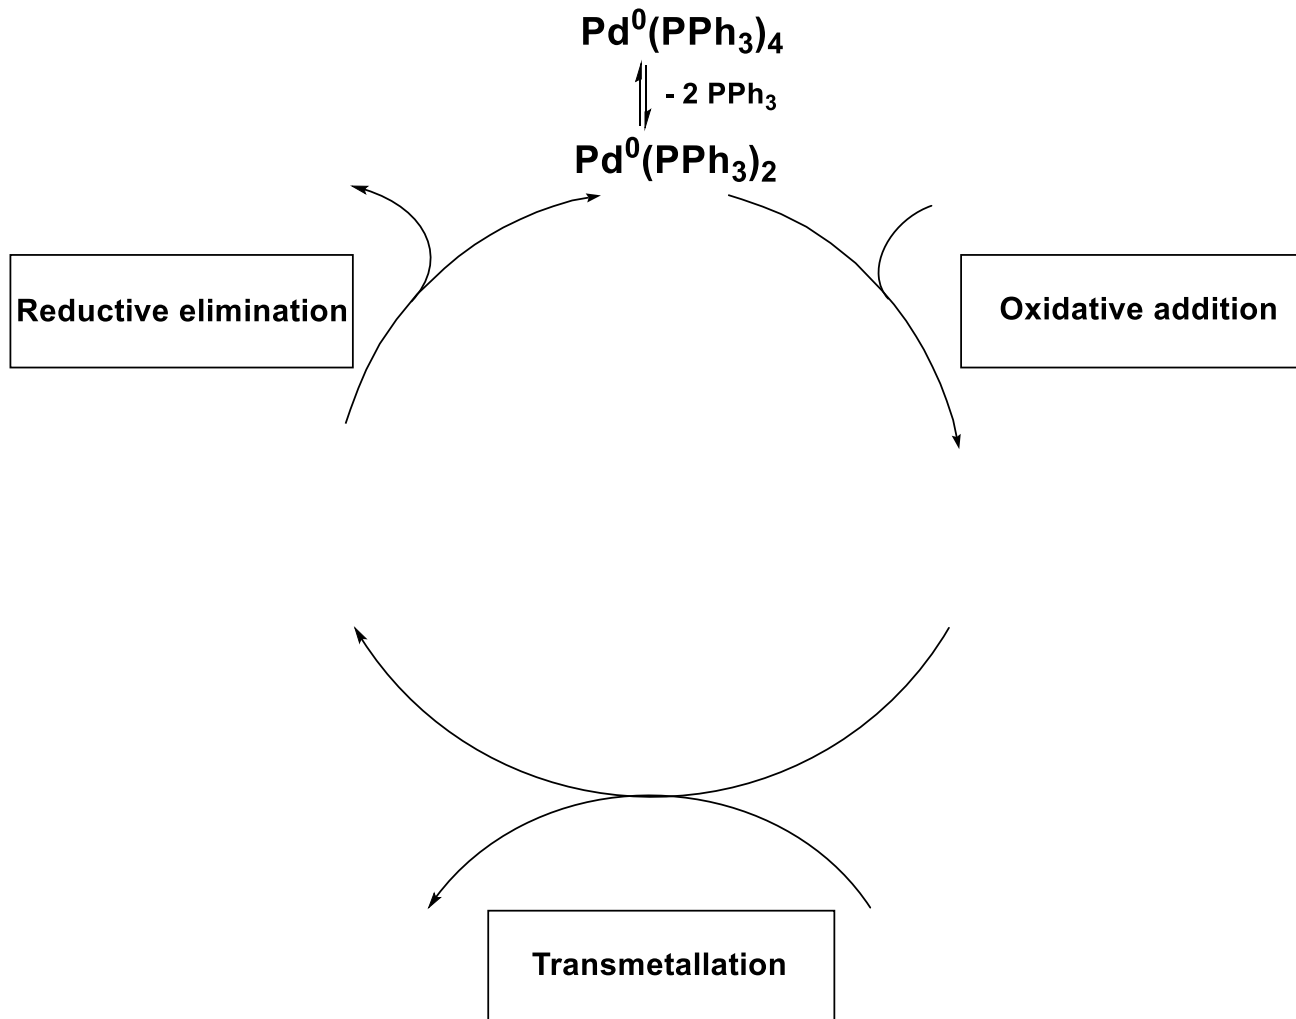 Pd⁰(PPh₃)₄
- 2 PPh₃
Pd⁰(PPh₃)₂
Reductive elimination
Oxidative addition
Transmetallation